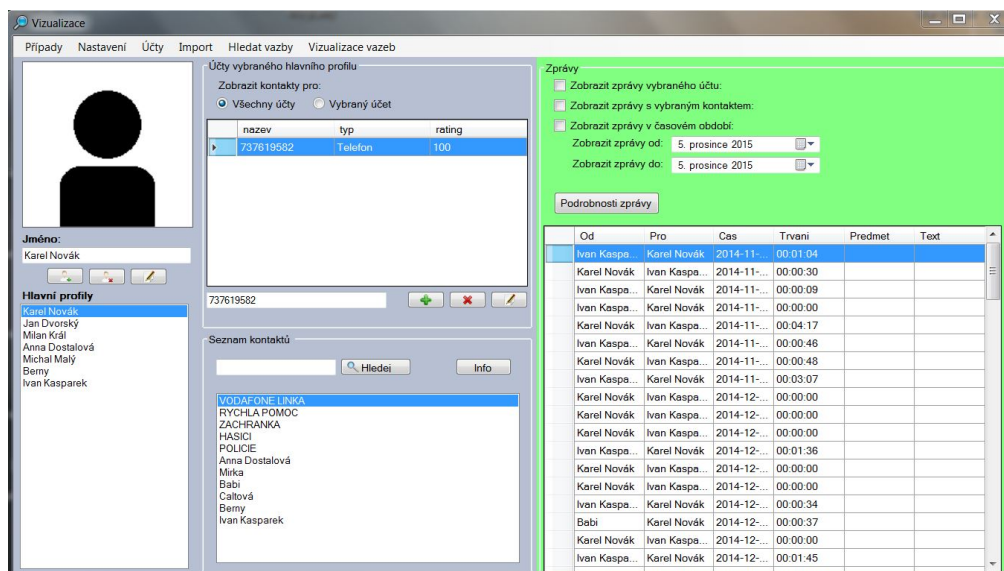 Vizualizace
Případy Nastavení Účty Import Hledat vazby Vizualizace vazeb
Jméno:
Karel Novák
Hlavní profily
Karel Novák
Jan Dvorský
Milan Král
Anna Dostalová
Michal Malý
Berny
Ivan Kasparek
Účty vybraného hlavního profilu
Zobrazit kontakty pro:
Všechny účty Vybraný účet
nazev typ rating
737619582 Telefon 100
737619582
Seznam kontaktů
Hledej Info
VODAFONE LINKA
RYCHLA POMOC
ZACHRANKA
HASICI
POLICIE
Anna Dostalová
Mirka
Babi
Caltová
Berny
Ivan Kasparek
Zprávy
Zobrazit zprávy vybraného účtu:
Zobrazit zprávy s vybraným kontaktem:
Zobrazit zprávy v časovém období:
Zobrazit zprávy od: 5. prosince 2015
Zobrazit zprávy do: 5. prosince 2015
Podrobnosti zprávy
Od Pro Cas Trvani Predmet Text
Ivan Kaspa... Karel Novák 2014-11-... 00:01:04
Karel Novák Ivan Kaspa... 2014-11-... 00:00:30
Ivan Kaspa... Karel Novák 2014-11-... 00:00:09
Ivan Kaspa... Karel Novák 2014-11-... 00:00:00
Karel Novák Ivan Kaspa... 2014-11-... 00:04:17
Ivan Kaspa... Karel Novák 2014-11-... 00:00:46
Karel Novák Ivan Kaspa... 2014-11-... 00:00:48
Ivan Kaspa... Karel Novák 2014-11-... 00:03:07
Karel Novák Ivan Kaspa... 2014-12-... 00:00:00
Ivan Kaspa... Karel Novák 2014-12-... 00:00:00
Karel Novák Ivan Kaspa... 2014-12-... 00:00:00
Ivan Kaspa... Karel Novák 2014-12-... 00:01:36
Karel Novák Ivan Kaspa... 2014-12-... 00:00:00
Karel Novák Ivan Kaspa... 2014-12-... 00:00:00
Ivan Kaspa... Karel Novák 2014-12-... 00:00:34
Babi Karel Novák 2014-12-... 00:00:37
Karel Novák Ivan Kaspa... 2014-12-... 00:00:00
Ivan Kaspa... Karel Novák 2014-12-... 00:01:45